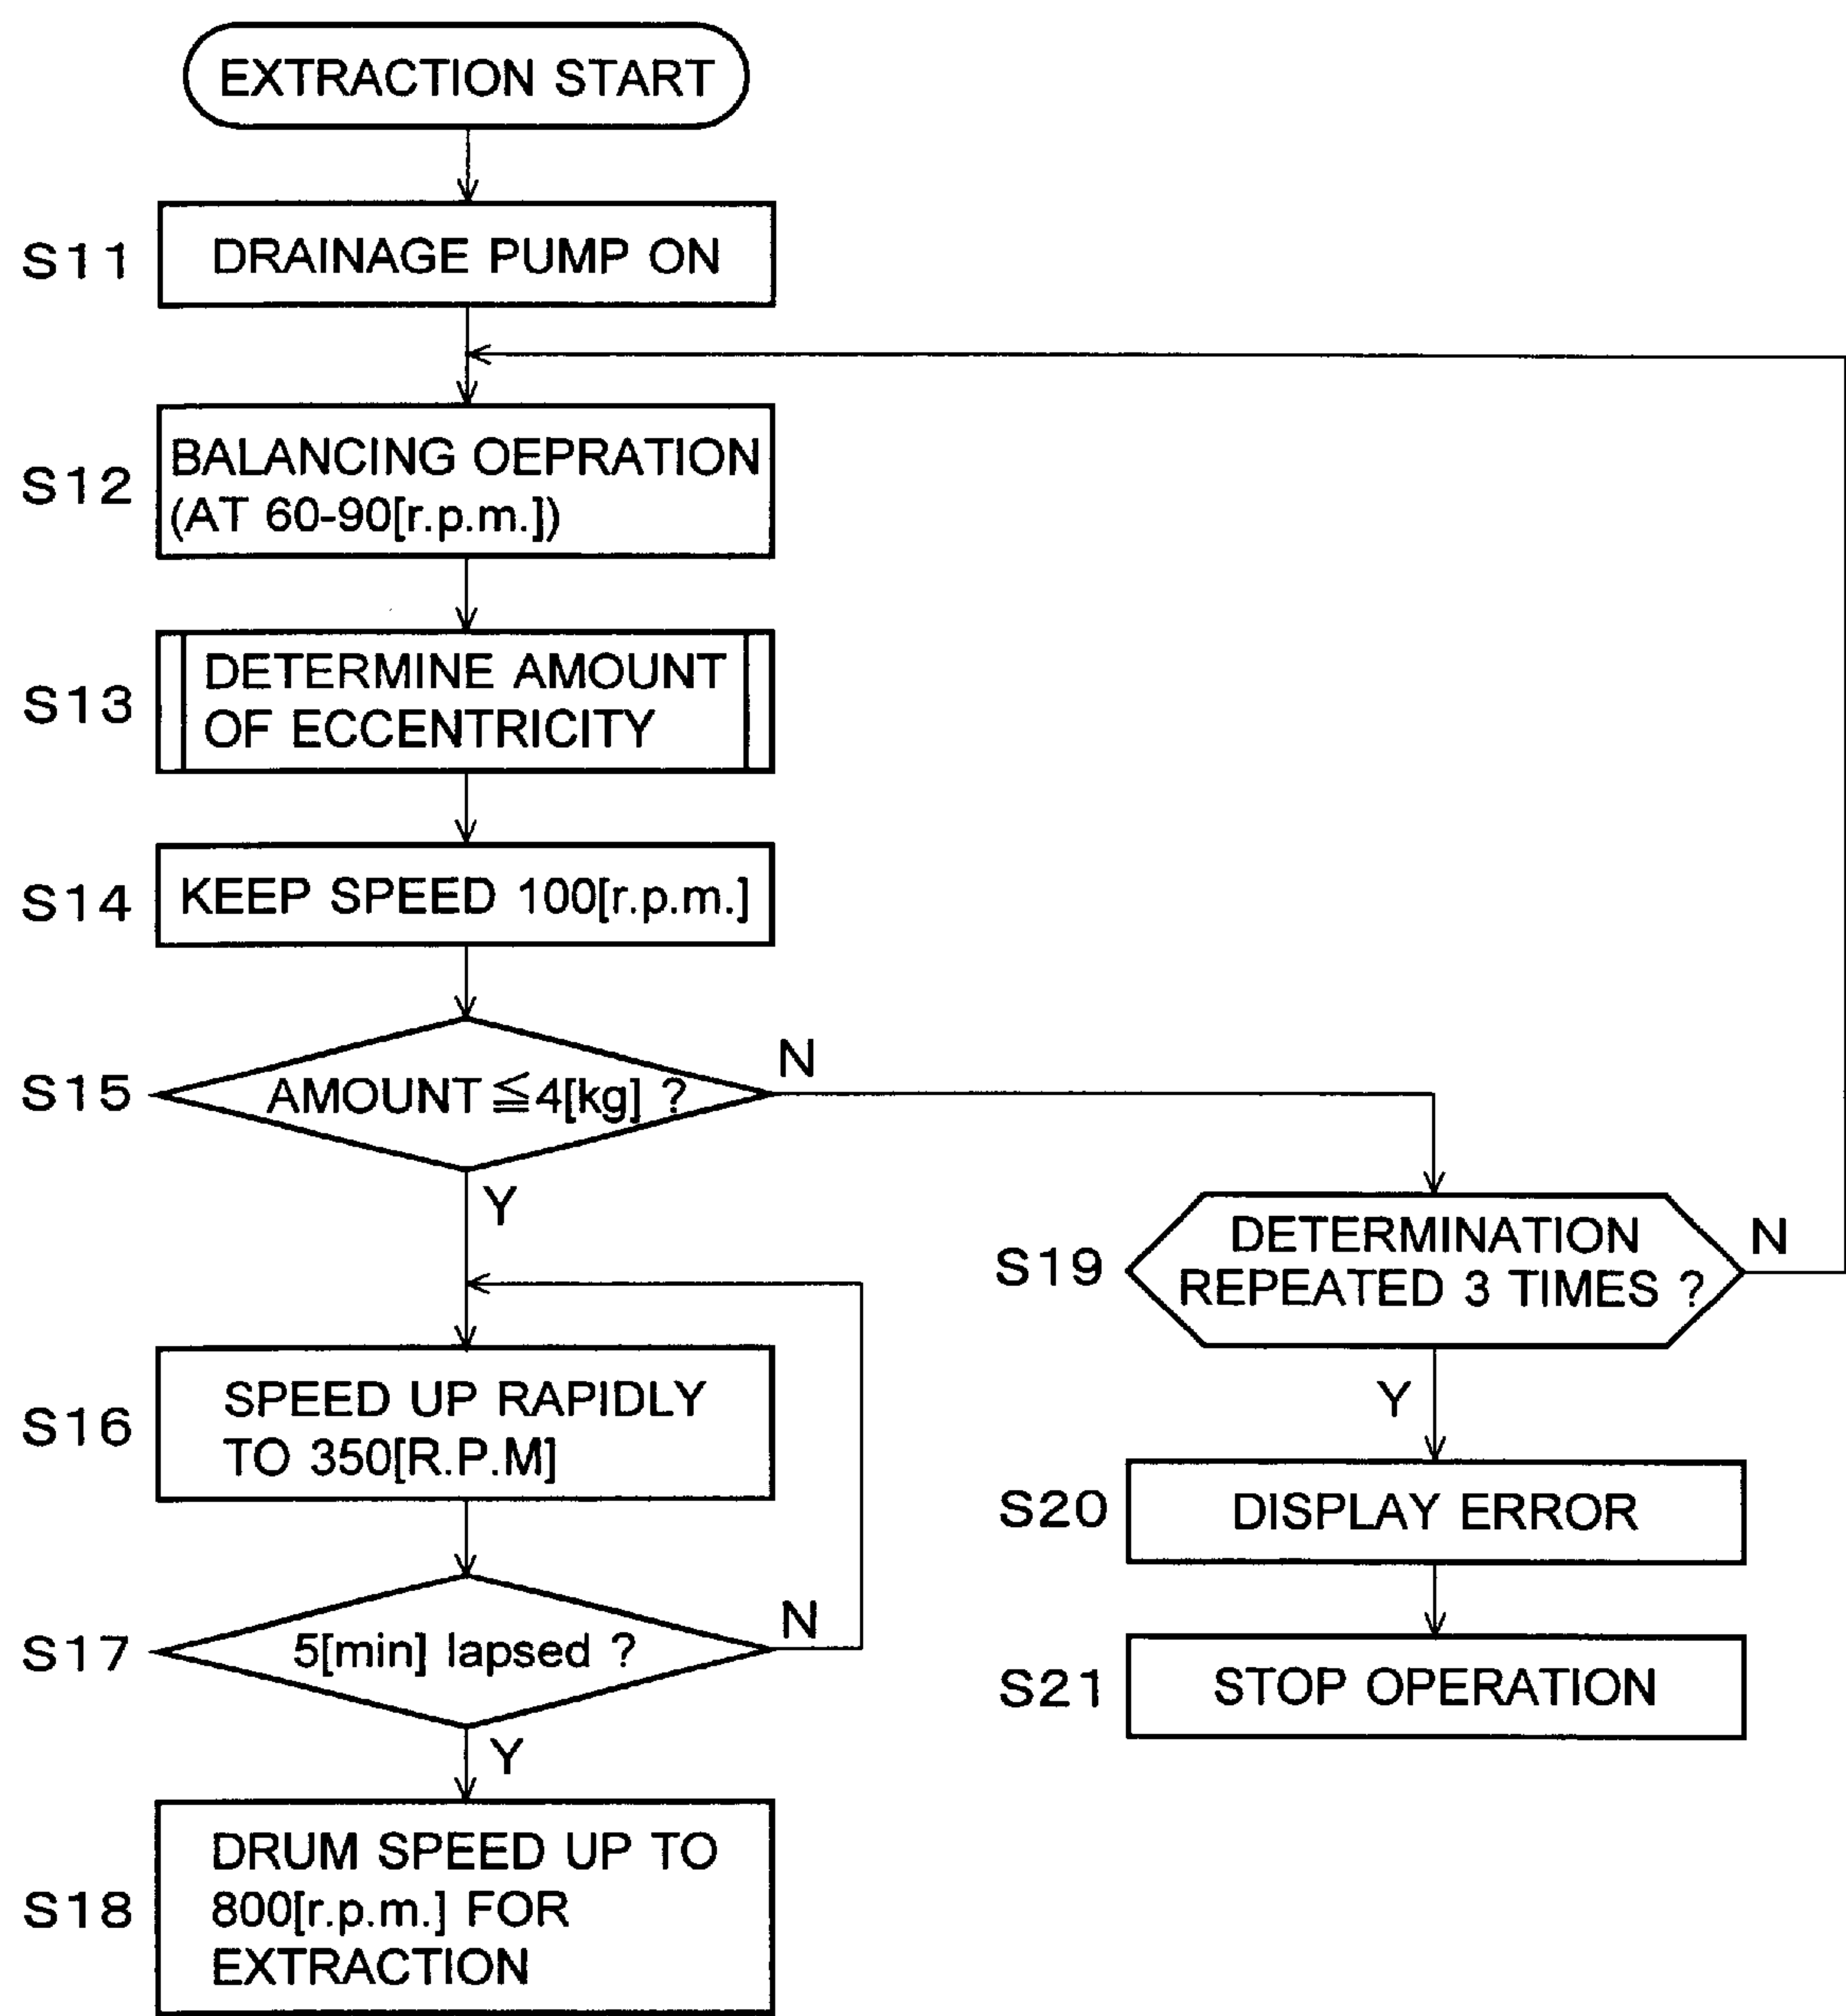 EXTRACTION START
S11
DRAINAGE PUMP ON
S12
BALANCING OEPRATION
(AT 60-90[r.p.m.])
S13
DETERMINE AMOUNT
OF ECCENTRICITY
S14
KEEP SPEED 100[r.p.m.]
S15
AMOUNT ≦4[kg] ?
N
Y
S16
SPEED UP RAPIDLY
TO 350[R.P.M]
S17
5[min] lapsed ?
N
Y
S18
DRUM SPEED UP TO
800[r.p.m.] FOR
EXTRACTION
S19
DETERMINATION
REPEATED 3 TIMES ?
N
Y
S20
DISPLAY ERROR
S21
STOP OPERATION